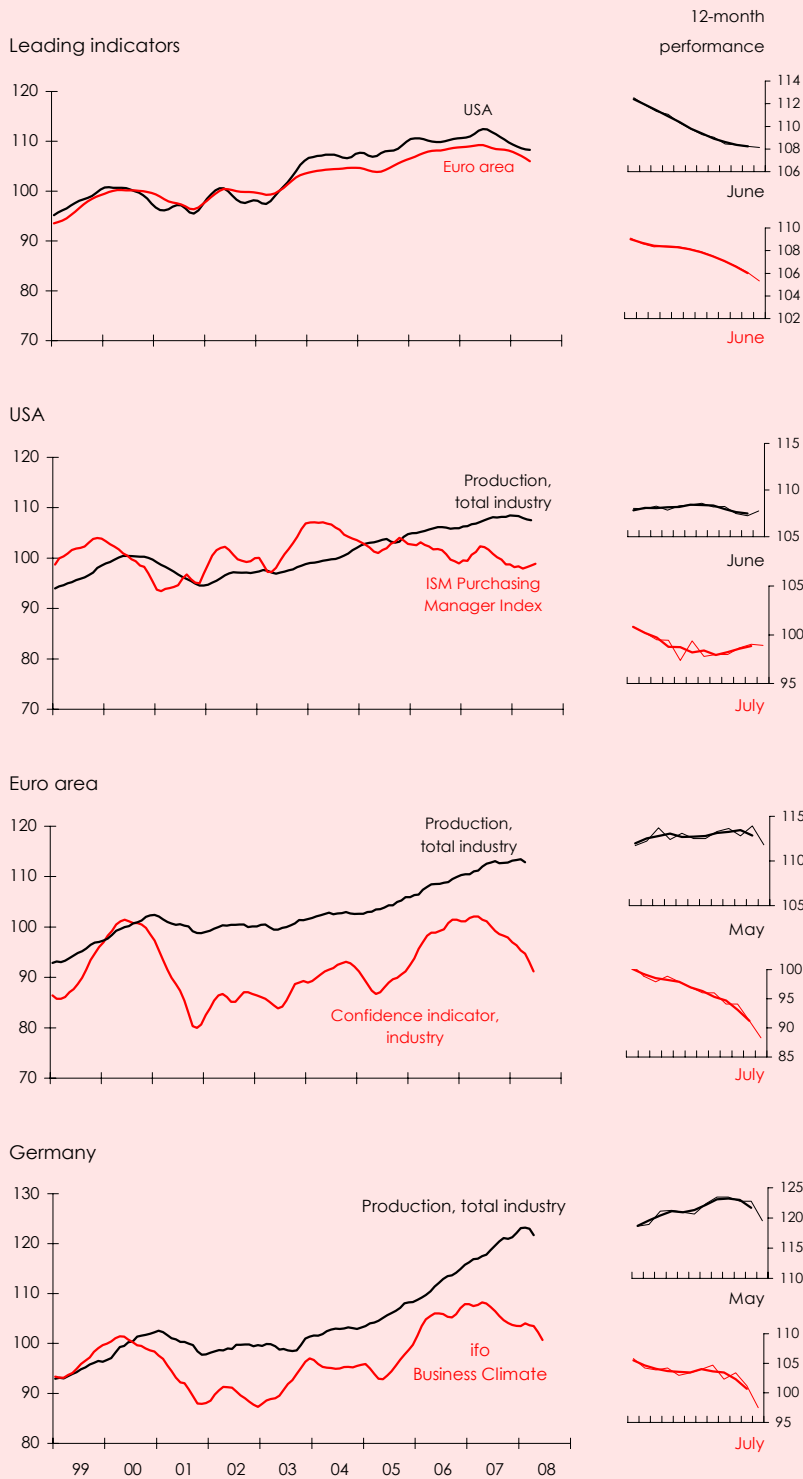 12-month
performance
Leading indicators
120
110
100
90
80
70
USA
Euro area
114
112
110
108
106
June
110
108
106
104
102
June
USA
120
110
100
90
80
70
Production,
total industry
ISM Purchasing
Manager Index
115
110
105
June
105
100
95
July
Euro area
120
110
100
90
80
70
Production,
total industry
Confidence indicator,
industry
115
110
105
May
100
95
90
85
July
Germany
130
120
110
100
90
80
Production, total industry
ifo
Business Climate
99 00 01 02 03 04 05 06 07 08
125
120
115
110
May
110
105
100
95
July